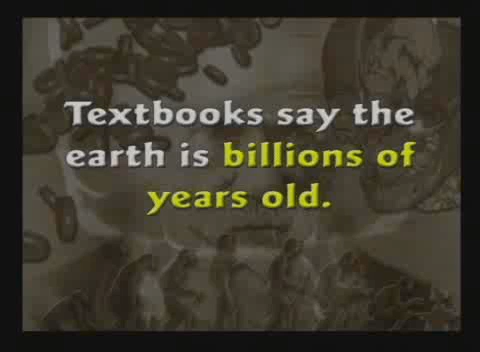 Textbooks say the
earth is billions of
years old.